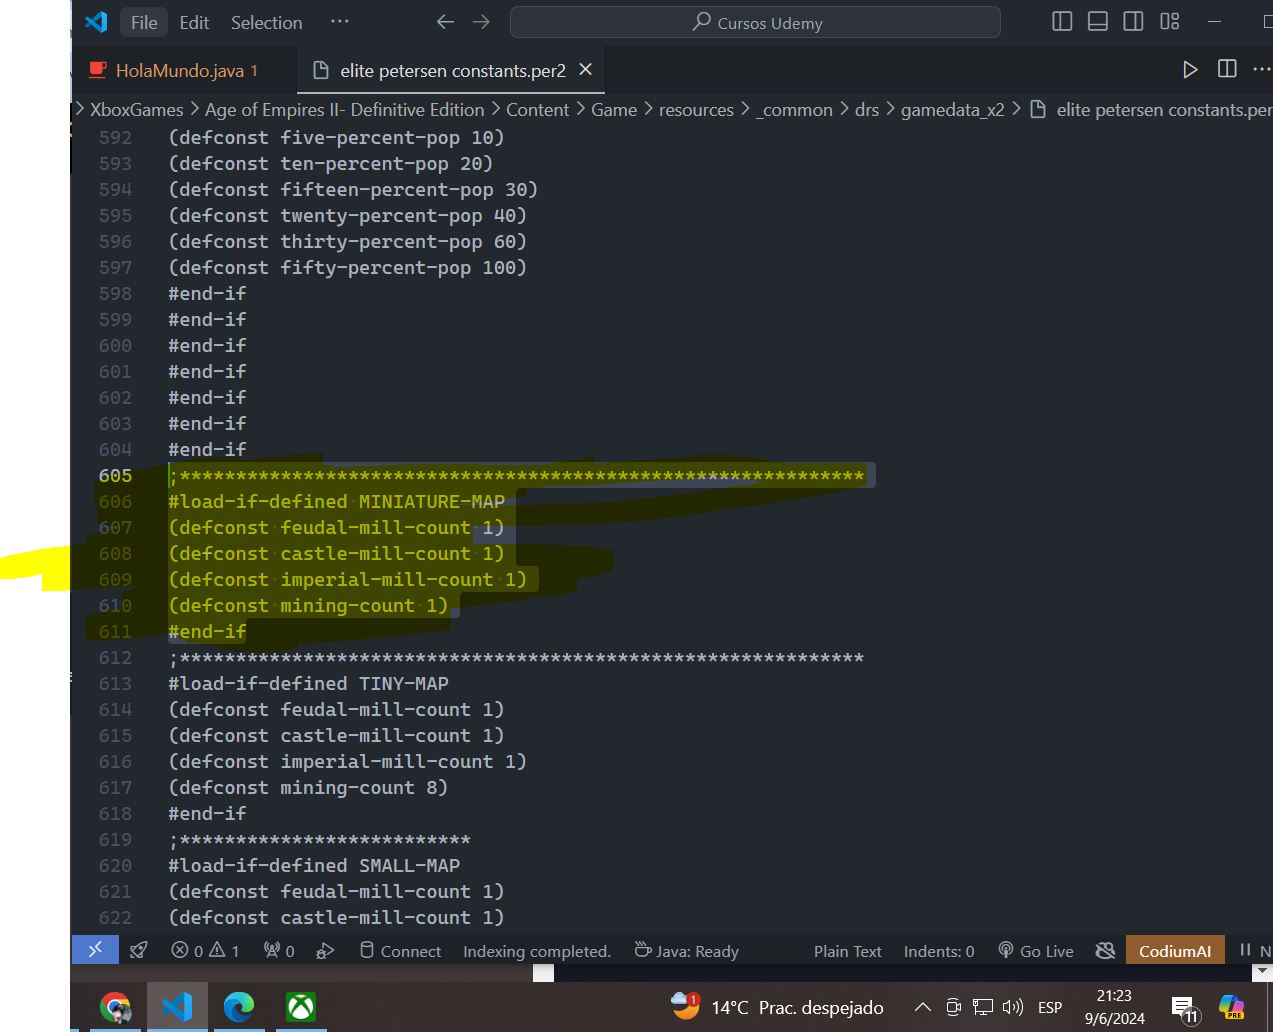 File Edit Selection ··· Cursos Udemy
HolaMundo.java 1 elite petersen constants.per2
XboxGames > Age of Empires II- Definitive Edition > Content > Game > resources > _common > drs > gamedata_x2 > elite petersen constants.per
592 (defconst five-percent-pop 10)
593 (defconst ten-percent-pop 20)
594 (defconst fifteen-percent-pop 30)
595 (defconst twenty-percent-pop 40)
596 (defconst thirty-percent-pop 60)
597 (defconst fifty-percent-pop 100)
598 #end-if
599 #end-if
600 #end-if
601 #end-if
602 #end-if
603 #end-if
604 #end-if
605 ;*************************************************************
606 #load-if-defined MINIATURE-MAP
607 (defconst feudal-mill-count 1)
608 (defconst castle-mill-count 1)
609 (defconst imperial-mill-count 1)
610 (defconst mining-count 1)
611 #end-if
612 ;*************************************************************
613 #load-if-defined TINY-MAP
614 (defconst feudal-mill-count 1)
615 (defconst castle-mill-count 1)
616 (defconst imperial-mill-count 1)
617 (defconst mining-count 8)
618 #end-if
619 ;**************************
620 #load-if-defined SMALL-MAP
621 (defconst feudal-mill-count 1)
622 (defconst castle-mill-count 1)
0 1 0 Connect Indexing completed. Java: Ready Plain Text Indents: 0 Go Live CodiumAI N
1 14°C Prac. despejado ESP 21:23 11 PRE
9/6/2024